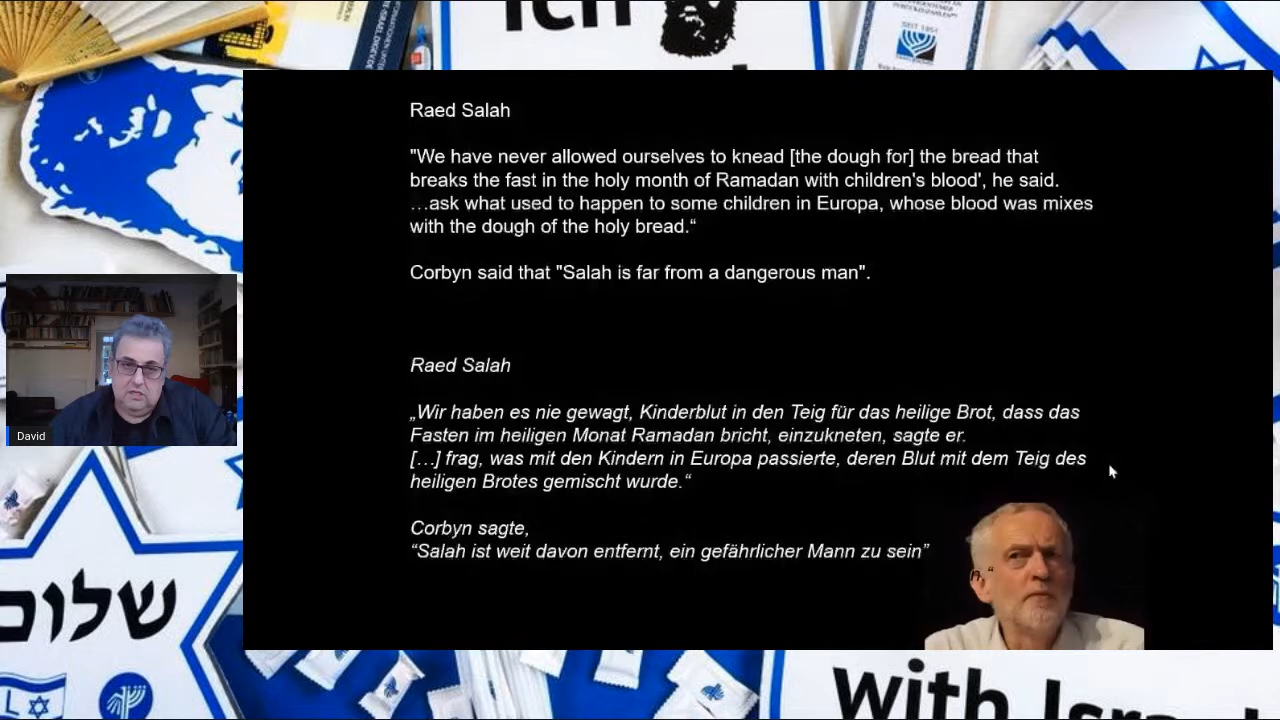 ich
SEIT 1951
Raed Salah
"We have never allowed ourselves to knead [the dough for] the bread that
breaks the fast in the holy month of Ramadan with children's blood', he said.
…ask what used to happen to some children in Europa, whose blood was mixes
with the dough of the holy bread.“
Corbyn said that "Salah is far from a dangerous man".
Raed Salah
„Wir haben es nie gewagt, Kinderblut in den Teig für das heilige Brot, dass das
Fasten im heiligen Monat Ramadan bricht, einzukneten, sagte er.
[…] frag, was mit den Kindern in Europa passierte, deren Blut mit dem Teig des
heiligen Brotes gemischt wurde.“
Corbyn sagte,
“Salah ist weit davon entfernt, ein gefährlicher Mann zu sein”
n.“
David
שלום
L
with Isra